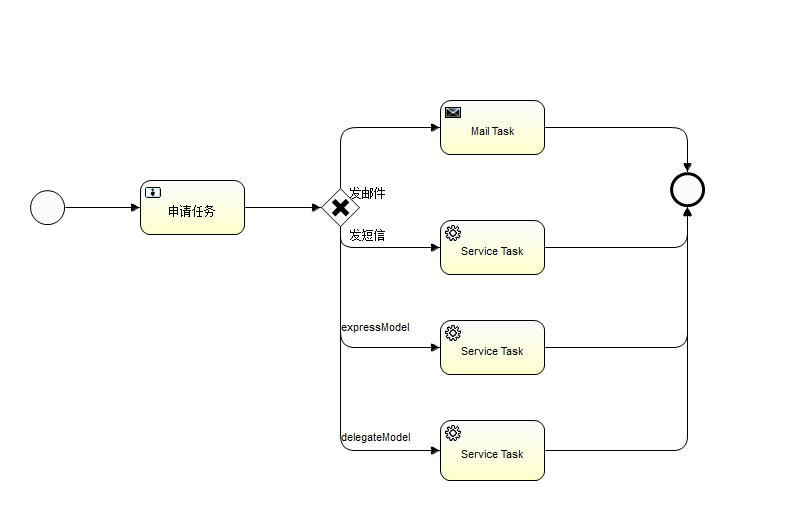 Mail Task
发邮件
申请任务
发短信
Service Task
expressModel
Service Task
delegateModel
Service Task